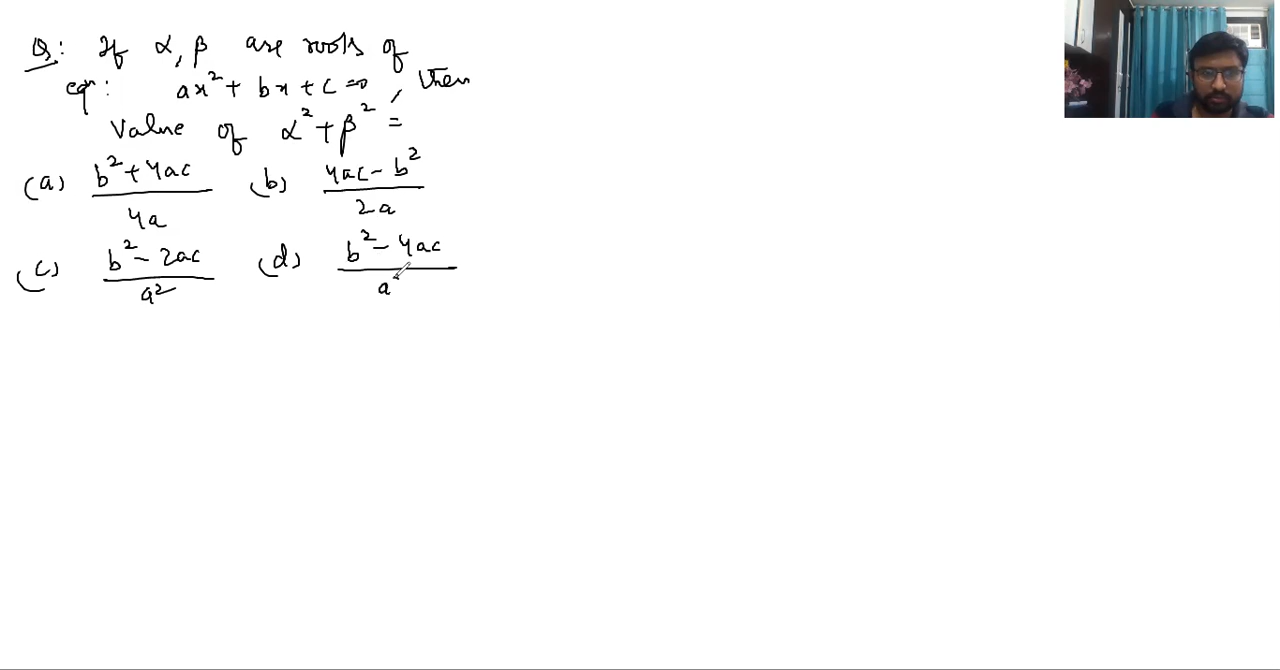 Q: If α, β are roots of
eqn: ax² + bx + c = 0, then
Value of α² + β² =
(a) b² + 4ac / 4a (b) 4ac - b² / 2a
(c) b² - 2ac / a² (d) b² - 4ac / a